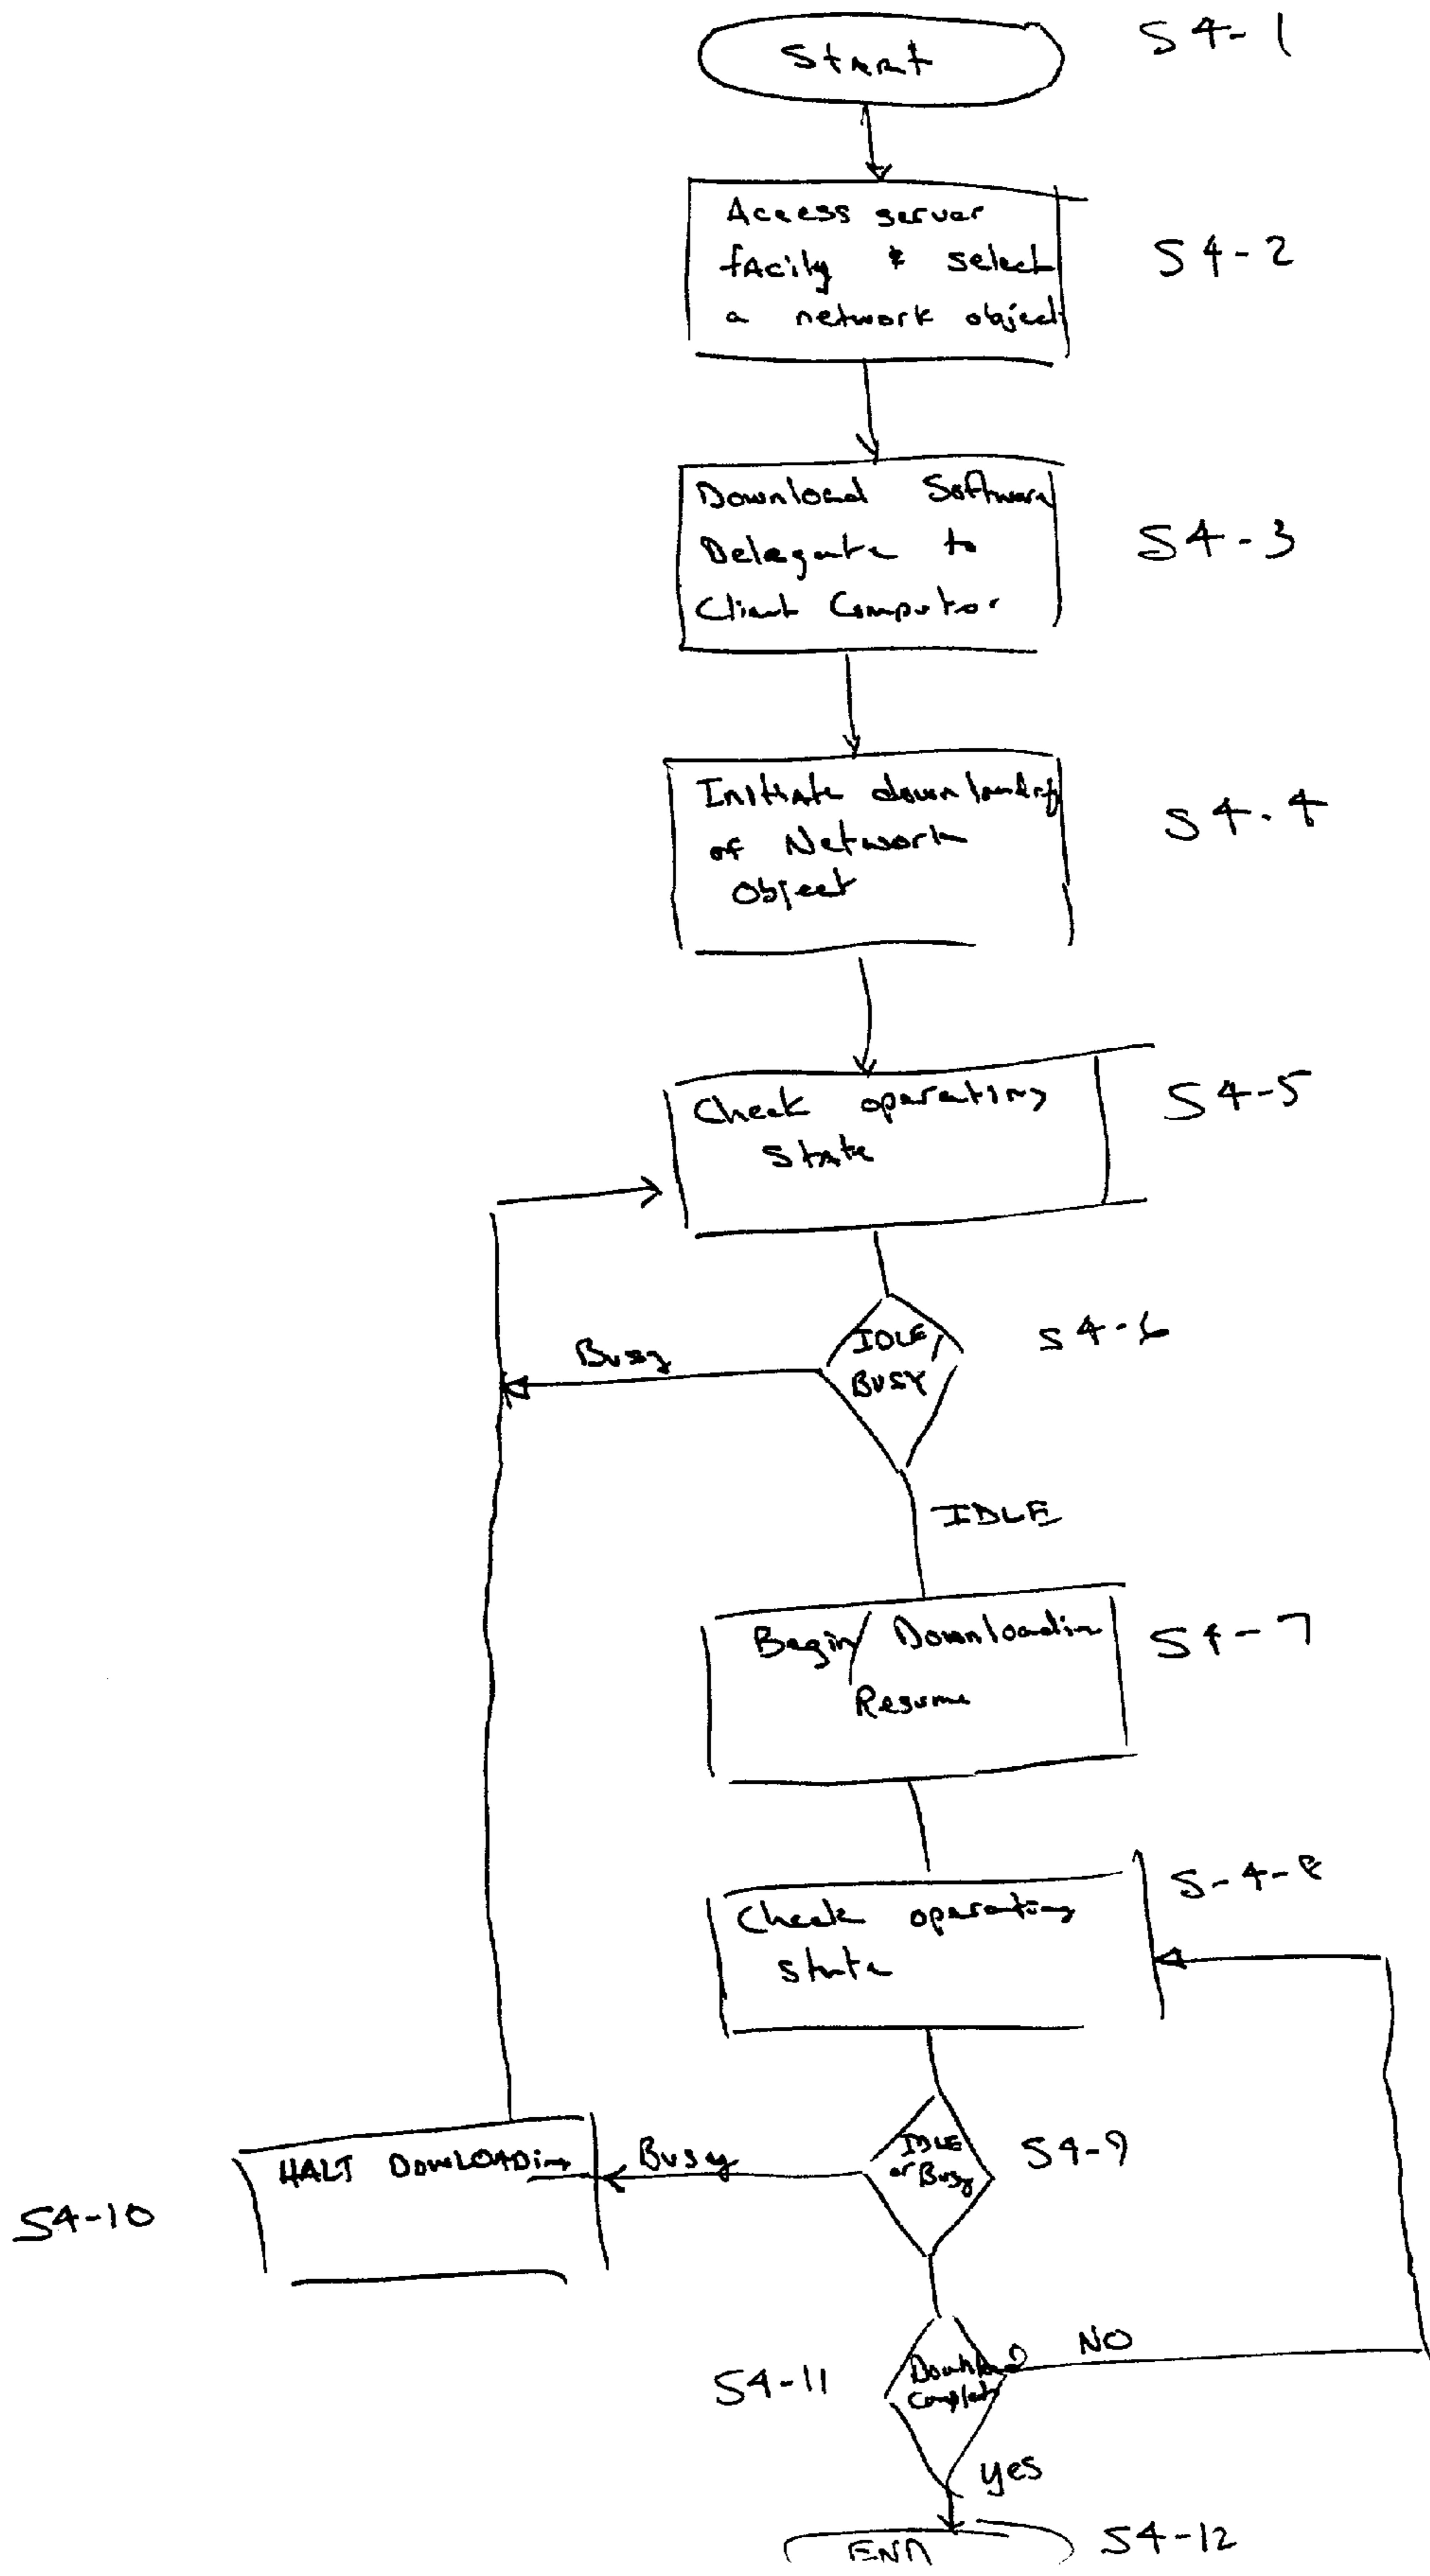 Start
S4-1
Access server
facily & select
a network object
S4-2
Download Software
Delegate to
Client Computer
S4-3
Initiate downloading
of Network
Object
S4-4
Check operating
State
S4-5
IDLE/
BUSY
S4-6
Busy
IDLE
Begin/ Downloading
Resume
S4-7
Check operating
state
S-4-8
IDLE
or Busy
S4-9
Busy
HALT DOWNLOADing
S4-10
Download
Complete
S4-11
NO
yes
END
S4-12